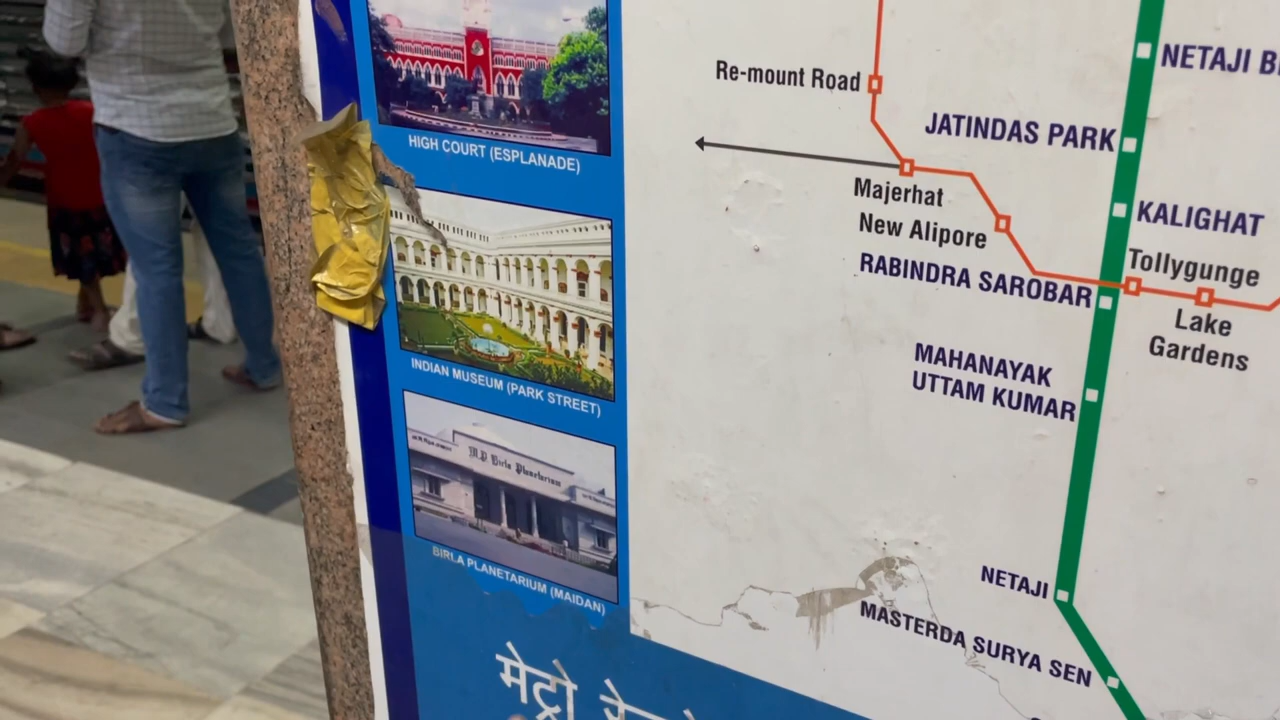 HIGH COURT (ESPLANADE)
INDIAN MUSEUM (PARK STREET)
M.P. Birla Planetarium
BIRLA PLANETARIUM (MAIDAN)
मेट्रो
NETAJI
Re-mount Road
JATINDAS PARK
Majerhat
KALIGHAT
New Alipore
Tollygunge
RABINDRA SAROBAR
Lake
Gardens
MAHANAYAK
UTTAM KUMAR
NETAJI
MASTERDA SURYA SEN